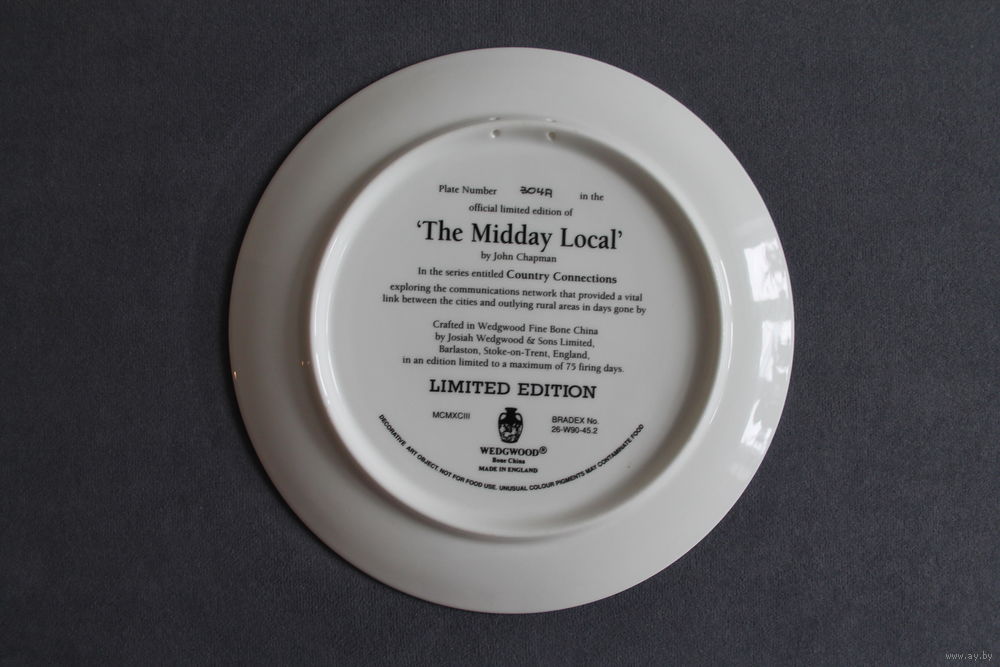 Plate Number 304A in the
official limited edition of
'The Midday Local'
by John Chapman
In the series entitled Country Connections
exploring the communications network that provided a vital
link between the cities and outlying rural areas in days gone by
Crafted in Wedgwood Fine Bone China
by Josiah Wedgwood & Sons Limited,
Barlaston, Stoke-on-Trent, England,
in an edition limited to a maximum of 75 firing days.
LIMITED EDITION
MCMXCIII
BRADEX No.
26-W90-45.2
WEDGWOOD®
Bone China
MADE IN ENGLAND
DECORATIVE ART OBJECT. NOT FOR FOOD USE. UNUSUAL COLOUR PIGMENTS MAY CONTAMINATE FOOD
www.ay.by